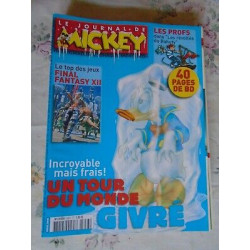 LE JOURNAL DE
MICKEY
LES PROFS
Le top des jeux
FINAL
FANTASY XII
40
PAGES
DE BD
Incroyable
mais frais!
UN TOUR
DU MONDE
GIVRÉ